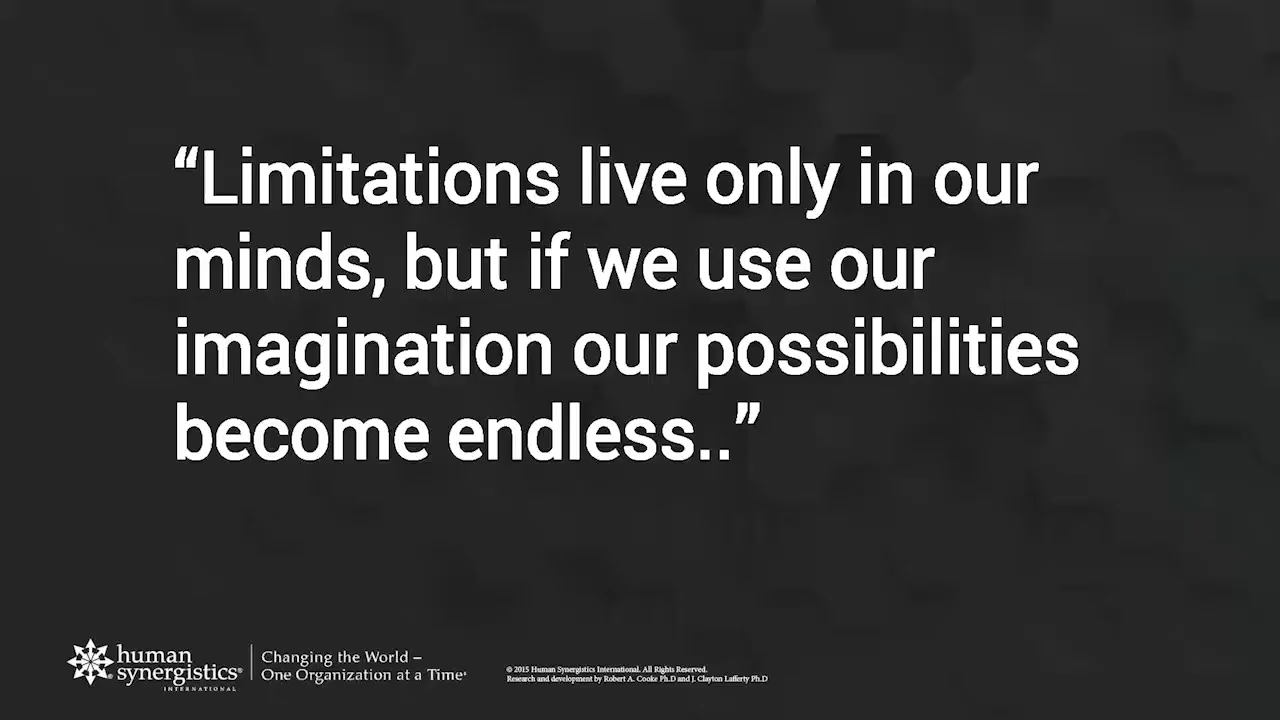 “Limitations live only in our
minds, but if we use our
imagination our possibilities
become endless..”
human
synergistics®
INTERNATIONAL
Changing the World –
One Organization at a Time®
© 2015 Human Synergistics International. All Rights Reserved.
Research and development by Robert A. Cooke Ph.D and J. Clayton Lafferty Ph.D